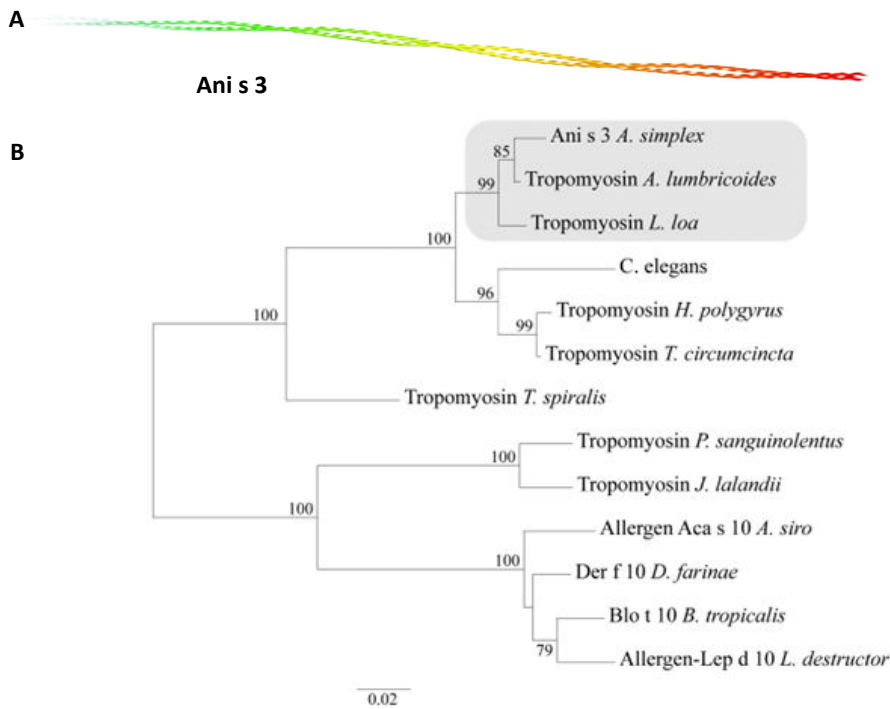 A
Ani s 3
B
Ani s 3 A. simplex
85
Tropomyosin A. lumbricoides
99
Tropomyosin L. loa
100
C. elegans
96
Tropomyosin H. polygyrus
99
Tropomyosin T. circumcincta
100
Tropomyosin T. spiralis
Tropomyosin P. sanguinolentus
100
Tropomyosin J. lalandii
100
Allergen Aca s 10 A. siro
100
Der f 10 D. farinae
Blo t 10 B. tropicalis
79
Allergen-Lep d 10 L. destructor
0.02